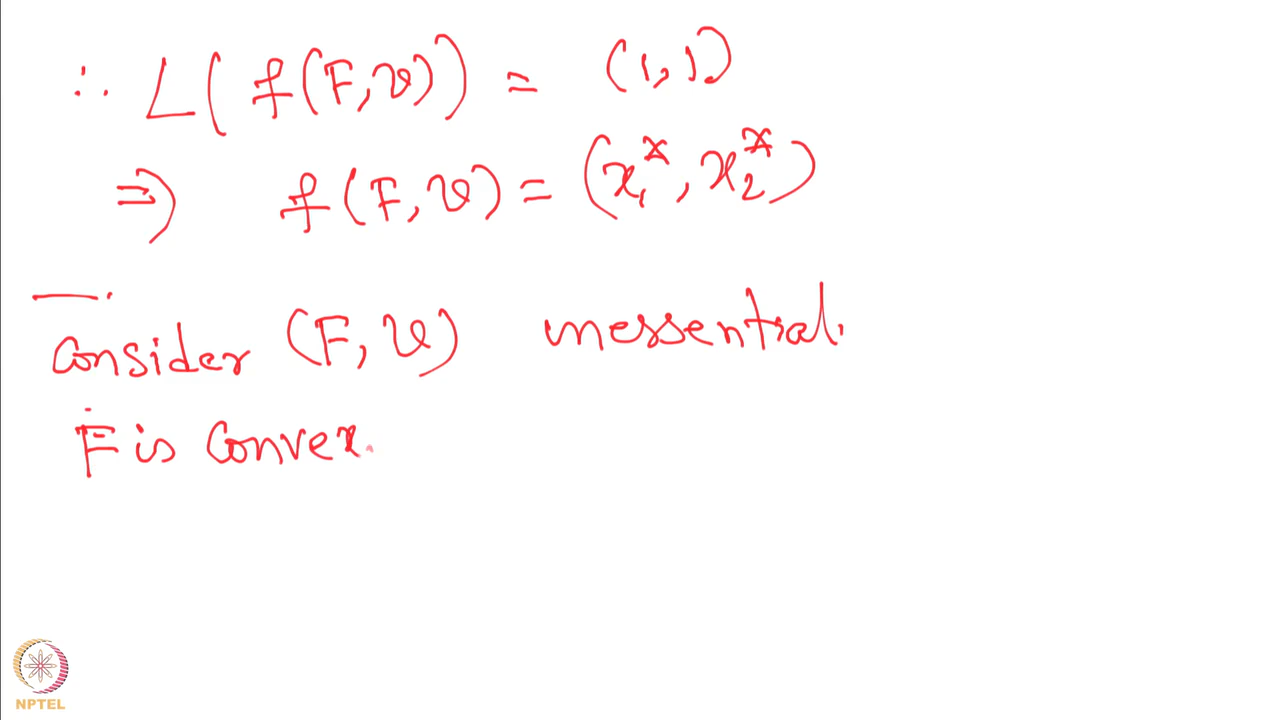 ∴ L(f(F,v)) = (1,1)
⇒ f(F,v) = (x₁*, x₂*)
Consider (F,v) inessential.
F is Convex.
NPTEL